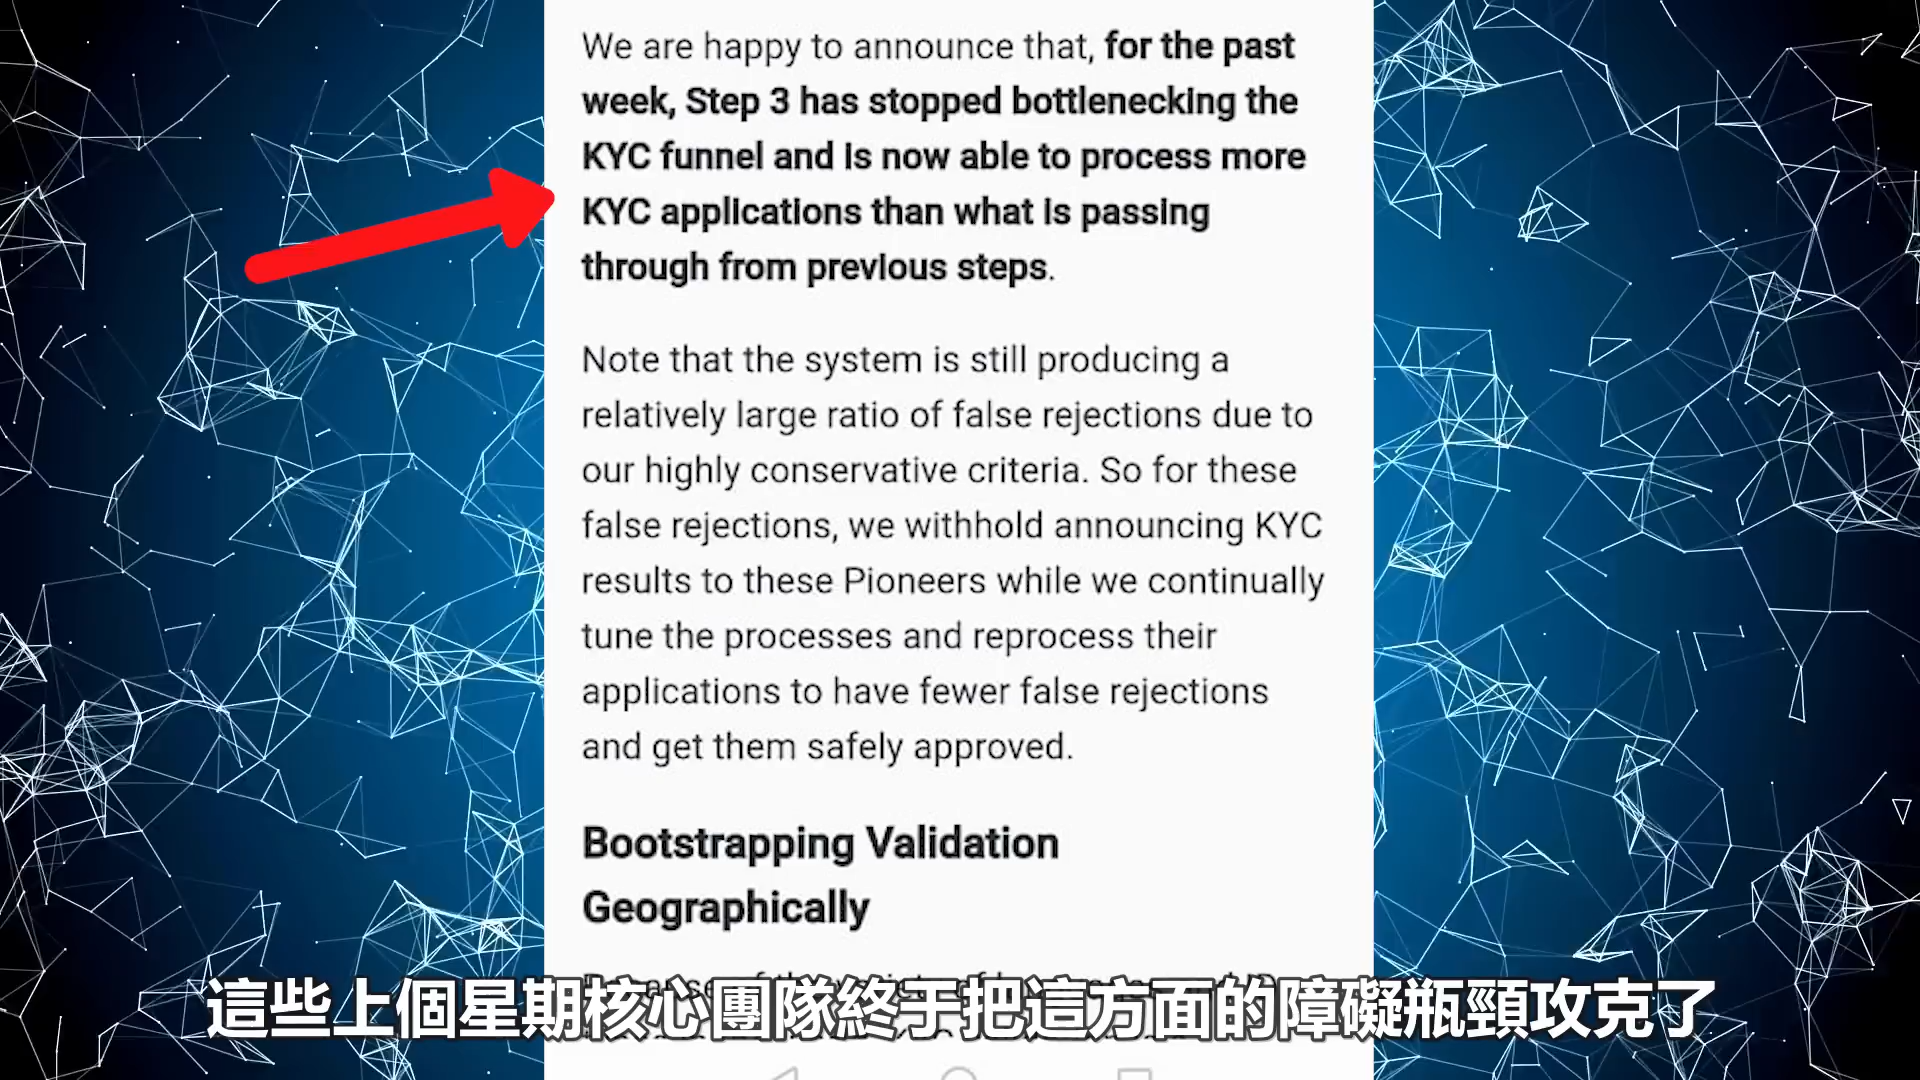 We are happy to announce that, for the past
week, Step 3 has stopped bottlenecking the
KYC funnel and is now able to process more
KYC applications than what is passing
through from previous steps.
Note that the system is still producing a
relatively large ratio of false rejections due to
our highly conservative criteria. So for these
false rejections, we withhold announcing KYC
results to these Pioneers while we continually
tune the processes and reprocess their
applications to have fewer false rejections
and get them safely approved.
Bootstrapping Validation
Geographically
這些上個星期核心團隊終于把這方面的障礙瓶頸攻克了